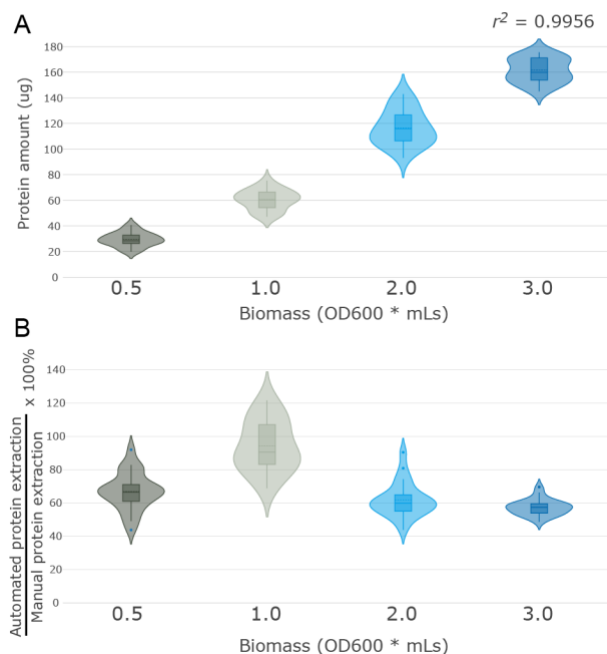 A
r² = 0.9956
Protein amount (ug)
180
160
140
120
100
80
60
40
20
0
0.5 1.0 2.0 3.0
Biomass (OD600 * mLs)
B
Automated protein extraction
Manual protein extraction
x 100%
140
120
100
80
60
40
20
0
0.5 1.0 2.0 3.0
Biomass (OD600 * mLs)